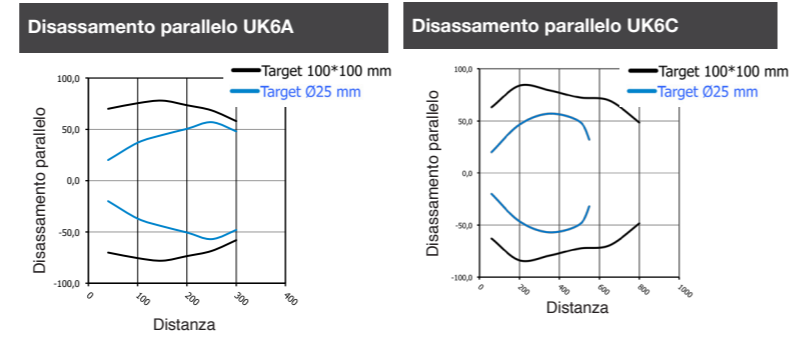 Disassamento parallelo UK6A
Target 100*100 mm
Target Ø25 mm
Disassamento parallelo
100,0
50,0
0,0
-50,0
-100,0
0
100
200
300
400
Distanza
Disassamento parallelo UK6C
Target 100*100 mm
Target Ø25 mm
Disassamento parallelo
100,0
50,0
0,0
-50,0
-100,0
0
200
400
600
800
1000
Distanza